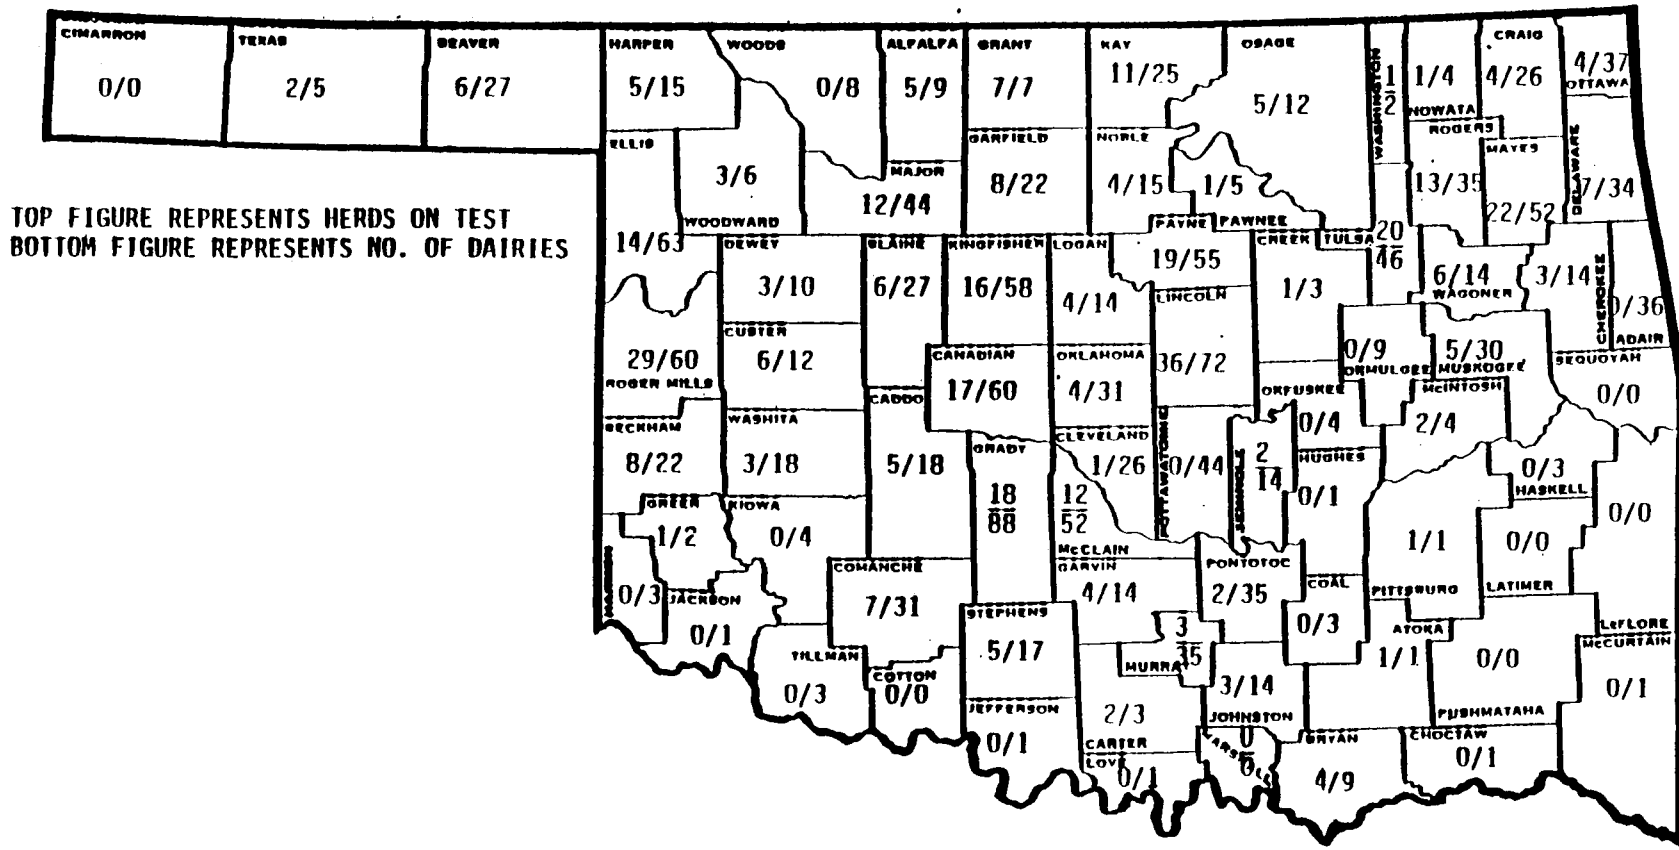 CIMARRON
0/0
TEXAS
2/5
BEAVER
6/27
HARPER
5/15
WOODS
0/8
ALFALFA
5/9
GRANT
7/7
KAY
11/25
OSAGE
5/12
WASHINGTON
1
2
1/4
NOWATA
CRAIG
4/26
4/37
OTTAWA
TOP FIGURE REPRESENTS HERDS ON TEST
BOTTOM FIGURE REPRESENTS NO. OF DAIRIES
ELLIS
14/63
3/6
WOODWARD
MAJOR
12/44
GARFIELD
8/22
NOBLE
4/15
1/5
PAWNEE
ROGERS
13/35
MAYES
22/52
DELAWARE
7/34
DEWEY
3/10
BLAINE
6/27
KINGFISHER
16/58
LOGAN
4/14
PAYNE
19/55
CREEK
1/3
TULSA
20
46
6/14
WAGONER
3/14
CHEROKEE
0/36
ADAIR
29/60
ROGER MILLS
CUSTER
6/12
CANADIAN
17/60
OKLAHOMA
4/31
LINCOLN
36/72
0/9
OKMULGEE
5/30
MUSKOGEE
SEQUOYAH
0/0
BECKHAM
8/22
WASHITA
3/18
CADDO
5/18
GRADY
18
88
CLEVELAND
1/26
12
52
McCLAIN
POTTAWATOMIE
0/44
SEMINOLE
2
14
OKFUSKEE
0/4
HUGHES
0/1
McINTOSH
2/4
0/3
HASKELL
GREER
1/2
KIOWA
0/4
HARMON
0/3
JACKSON
0/1
COMANCHE
7/31
GARVIN
4/14
PONTOTOC
2/35
COAL
0/3
1/1
PITTSBURG
0/0
LATIMER
0/0
LeFLORE
TILLMAN
0/3
COTTON
0/0
STEPHENS
5/17
3
35
MURRAY
3/14
JOHNSTON
ATOKA
1/1
0/0
PUSHMATAHA
McCURTAIN
0/1
JEFFERSON
0/1
2/3
CARTER
LOVE
0/1
MARSHALL
0
0
BRYAN
4/9
CHOCTAW
0/1